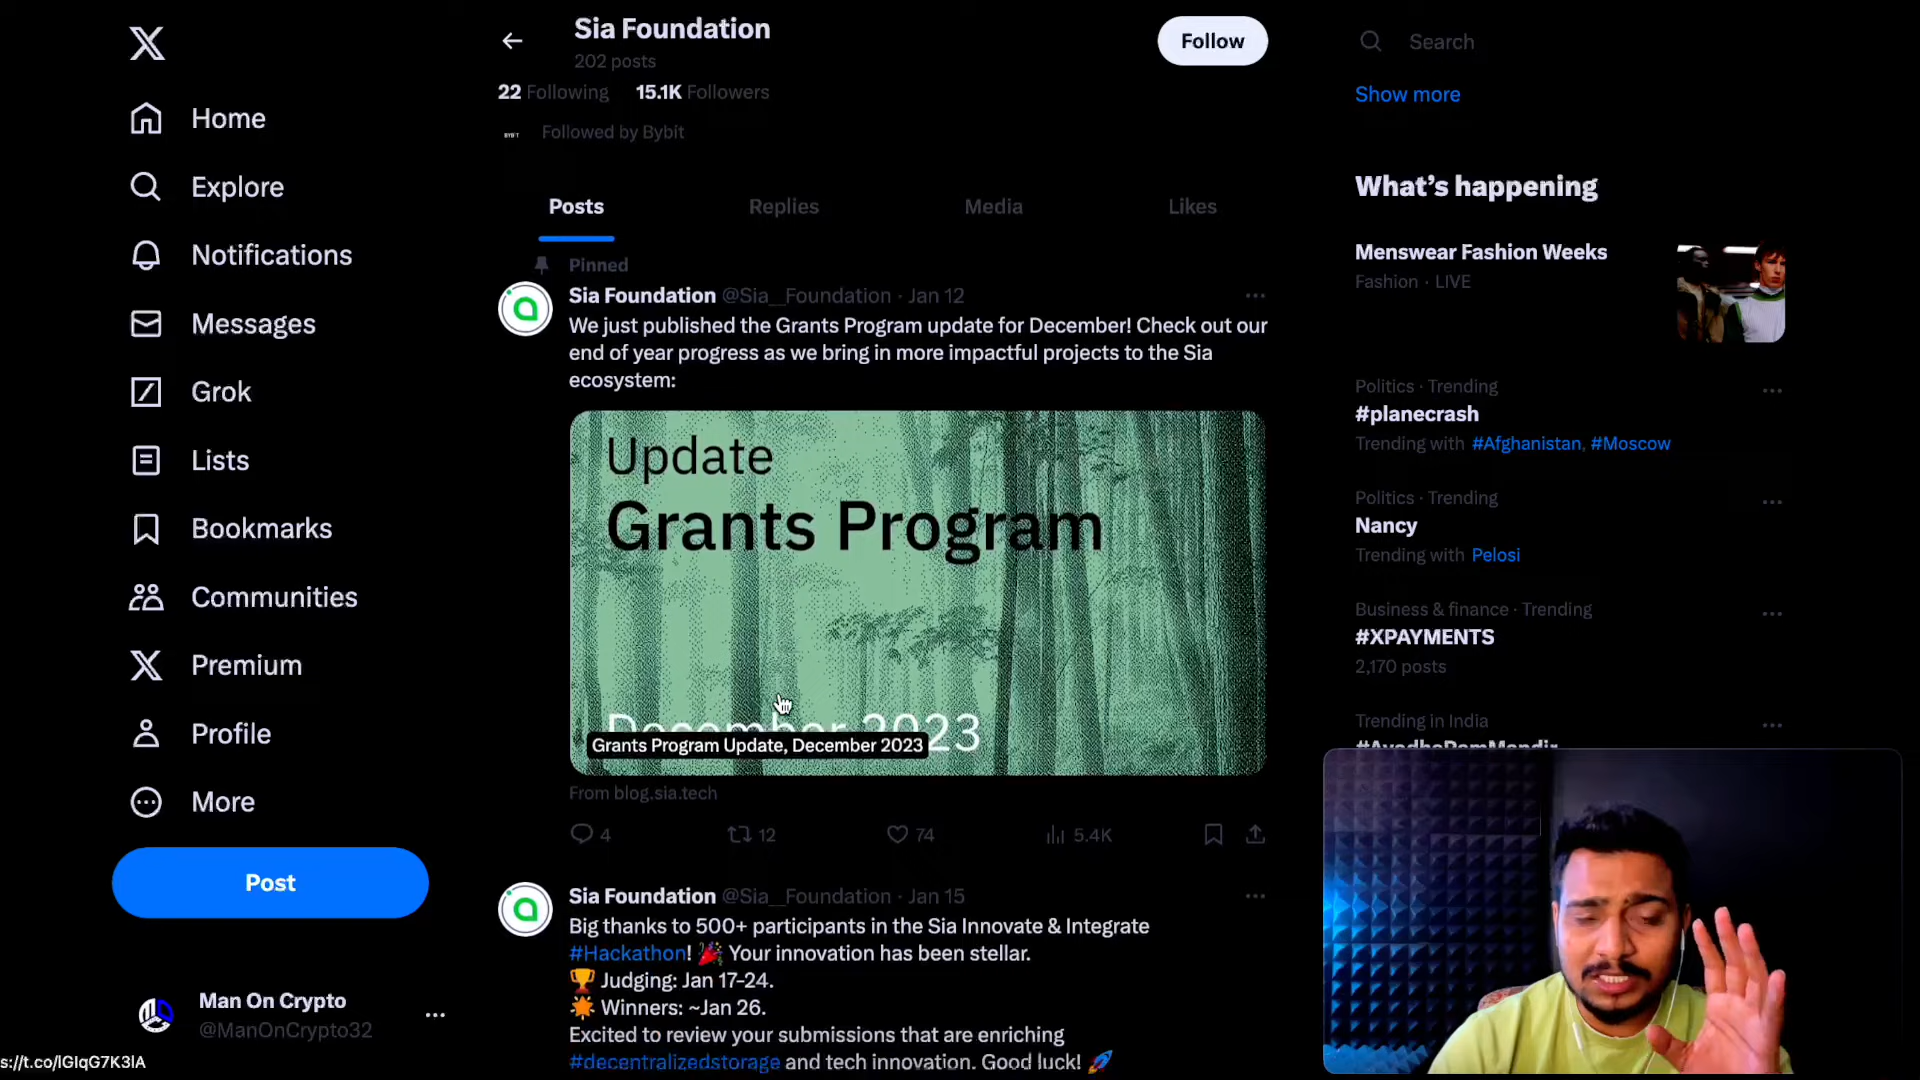 Home
Explore
Notifications
Messages
Grok
Lists
Bookmarks
Communities
Premium
Profile
More
Post
Man On Crypto
@ManOnCrypto32
s://t.co/lGIqG7K3lA
Sia Foundation
202 posts
Follow
22 Following 15.1K Followers
Followed by Bybit
Posts Replies Media Likes
Pinned
Sia Foundation @Sia__Foundation · Jan 12
We just published the Grants Program update for December! Check out our
end of year progress as we bring in more impactful projects to the Sia
ecosystem:
Update
Grants Program
December 2023
Grants Program Update, December 2023
From blog.sia.tech
4 12 74 5.4K
Sia Foundation @Sia__Foundation · Jan 15
Big thanks to 500+ participants in the Sia Innovate & Integrate
#Hackathon! 🎉 Your innovation has been stellar.
🏆 Judging: Jan 17-24.
🌟 Winners: ~Jan 26.
Excited to review your submissions that are enriching
#decentralizedstorage and tech innovation. Good luck! 🚀
Search
Show more
What's happening
Menswear Fashion Weeks
Fashion · LIVE
Politics · Trending
#planecrash
Trending with #Afghanistan, #Moscow
Politics · Trending
Nancy
Trending with Pelosi
Business & finance · Trending
#XPAYMENTS
2,170 posts
Trending in India